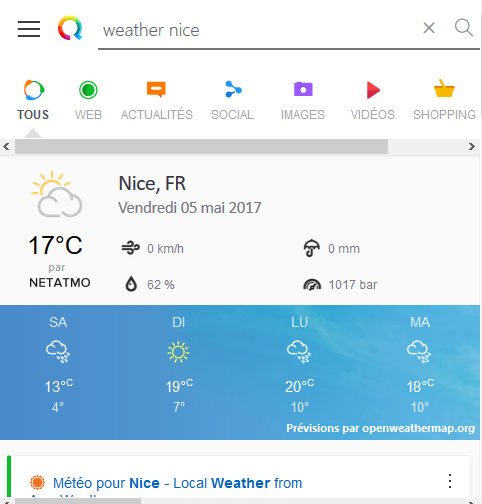 weather nice
TOUS WEB ACTUALITÉS SOCIAL IMAGES VIDÉOS SHOPPING
Nice, FR
Vendredi 05 mai 2017
17°C
par
NETATMO
0 km/h 0 mm
62 % 1017 bar
SA DI LU MA
13°C 19°C 20°C 18°C
4° 7° 10° 10°
Prévisions par openweathermap.org
Météo pour Nice - Local Weather from